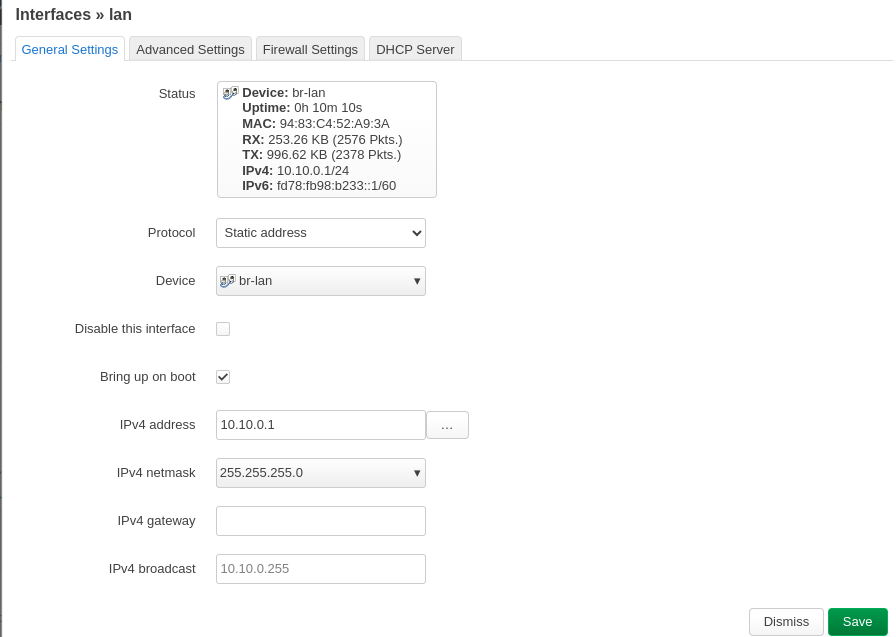 Interfaces » lan
General Settings
Advanced Settings
Firewall Settings
DHCP Server
Status
Device: br-lan
Uptime: 0h 10m 10s
MAC: 94:83:C4:52:A9:3A
RX: 253.26 KB (2576 Pkts.)
TX: 996.62 KB (2378 Pkts.)
IPv4: 10.10.0.1/24
IPv6: fd78:fb98:b233::1/60
Protocol
Static address
Device
br-lan
Disable this interface
Bring up on boot
IPv4 address
10.10.0.1
...
IPv4 netmask
255.255.255.0
IPv4 gateway
IPv4 broadcast
10.10.0.255
Dismiss
Save